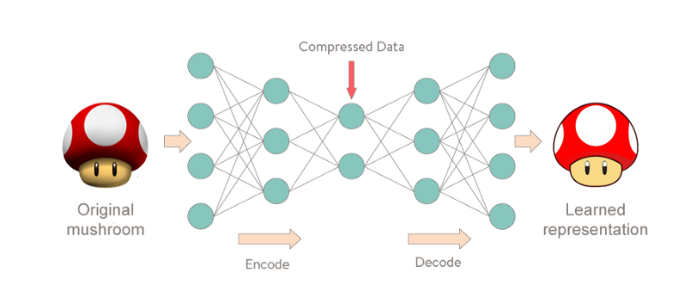 Compressed Data
Original
mushroom
Learned
representation
Encode
Decode